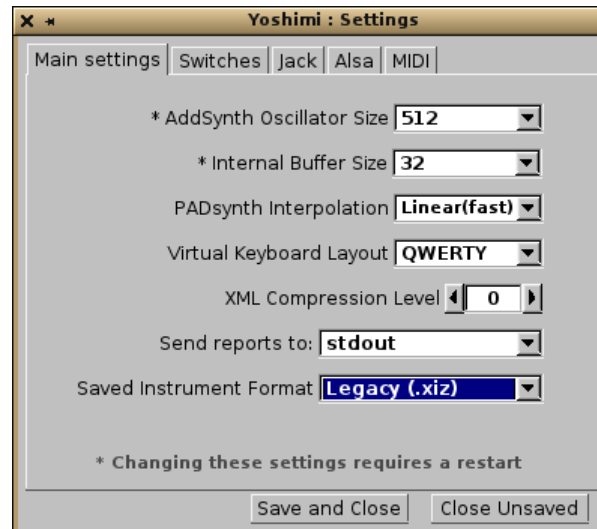 Yoshimi : Settings
Main settings Switches Jack Alsa MIDI
* AddSynth Oscillator Size 512
* Internal Buffer Size 32
PADsynth Interpolation Linear(fast)
Virtual Keyboard Layout QWERTY
XML Compression Level 0
Send reports to: stdout
Saved Instrument Format Legacy (.xiz)
* Changing these settings requires a restart
Save and Close Close Unsaved